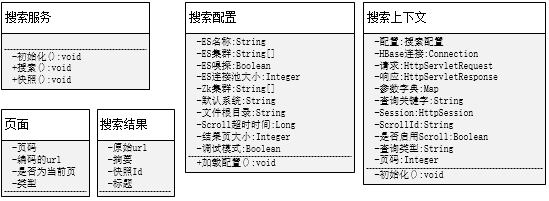 搜索服务
-初始化():void
+搜索():void
+快照():void
页面
-页码
-编码的url
-是否为当前页
-类型
搜索结果
-原始url
-摘要
-快照Id
-标题
搜索配置
-ES名称:String
-ES集群:String[]
-ES嗅探:Boolean
-ES连接池大小:Integer
-Zk集群:String[]
-默认系统:String
-文件根目录:String
-Scroll超时时间:Long
-结果页大小:Integer
-调试模式:Boolean
+加载配置():void
搜索上下文
-配置:搜索配置
-HBase连接:Connection
-请求:HttpServletRequest
-响应:HttpServletResponse
-参数字典:Map
-查询关键字:String
-Session:HttpSession
-ScrollId:String
-是否启用Scroll:Boolean
-查询类型:String
-页码:Integer
-初始化():void